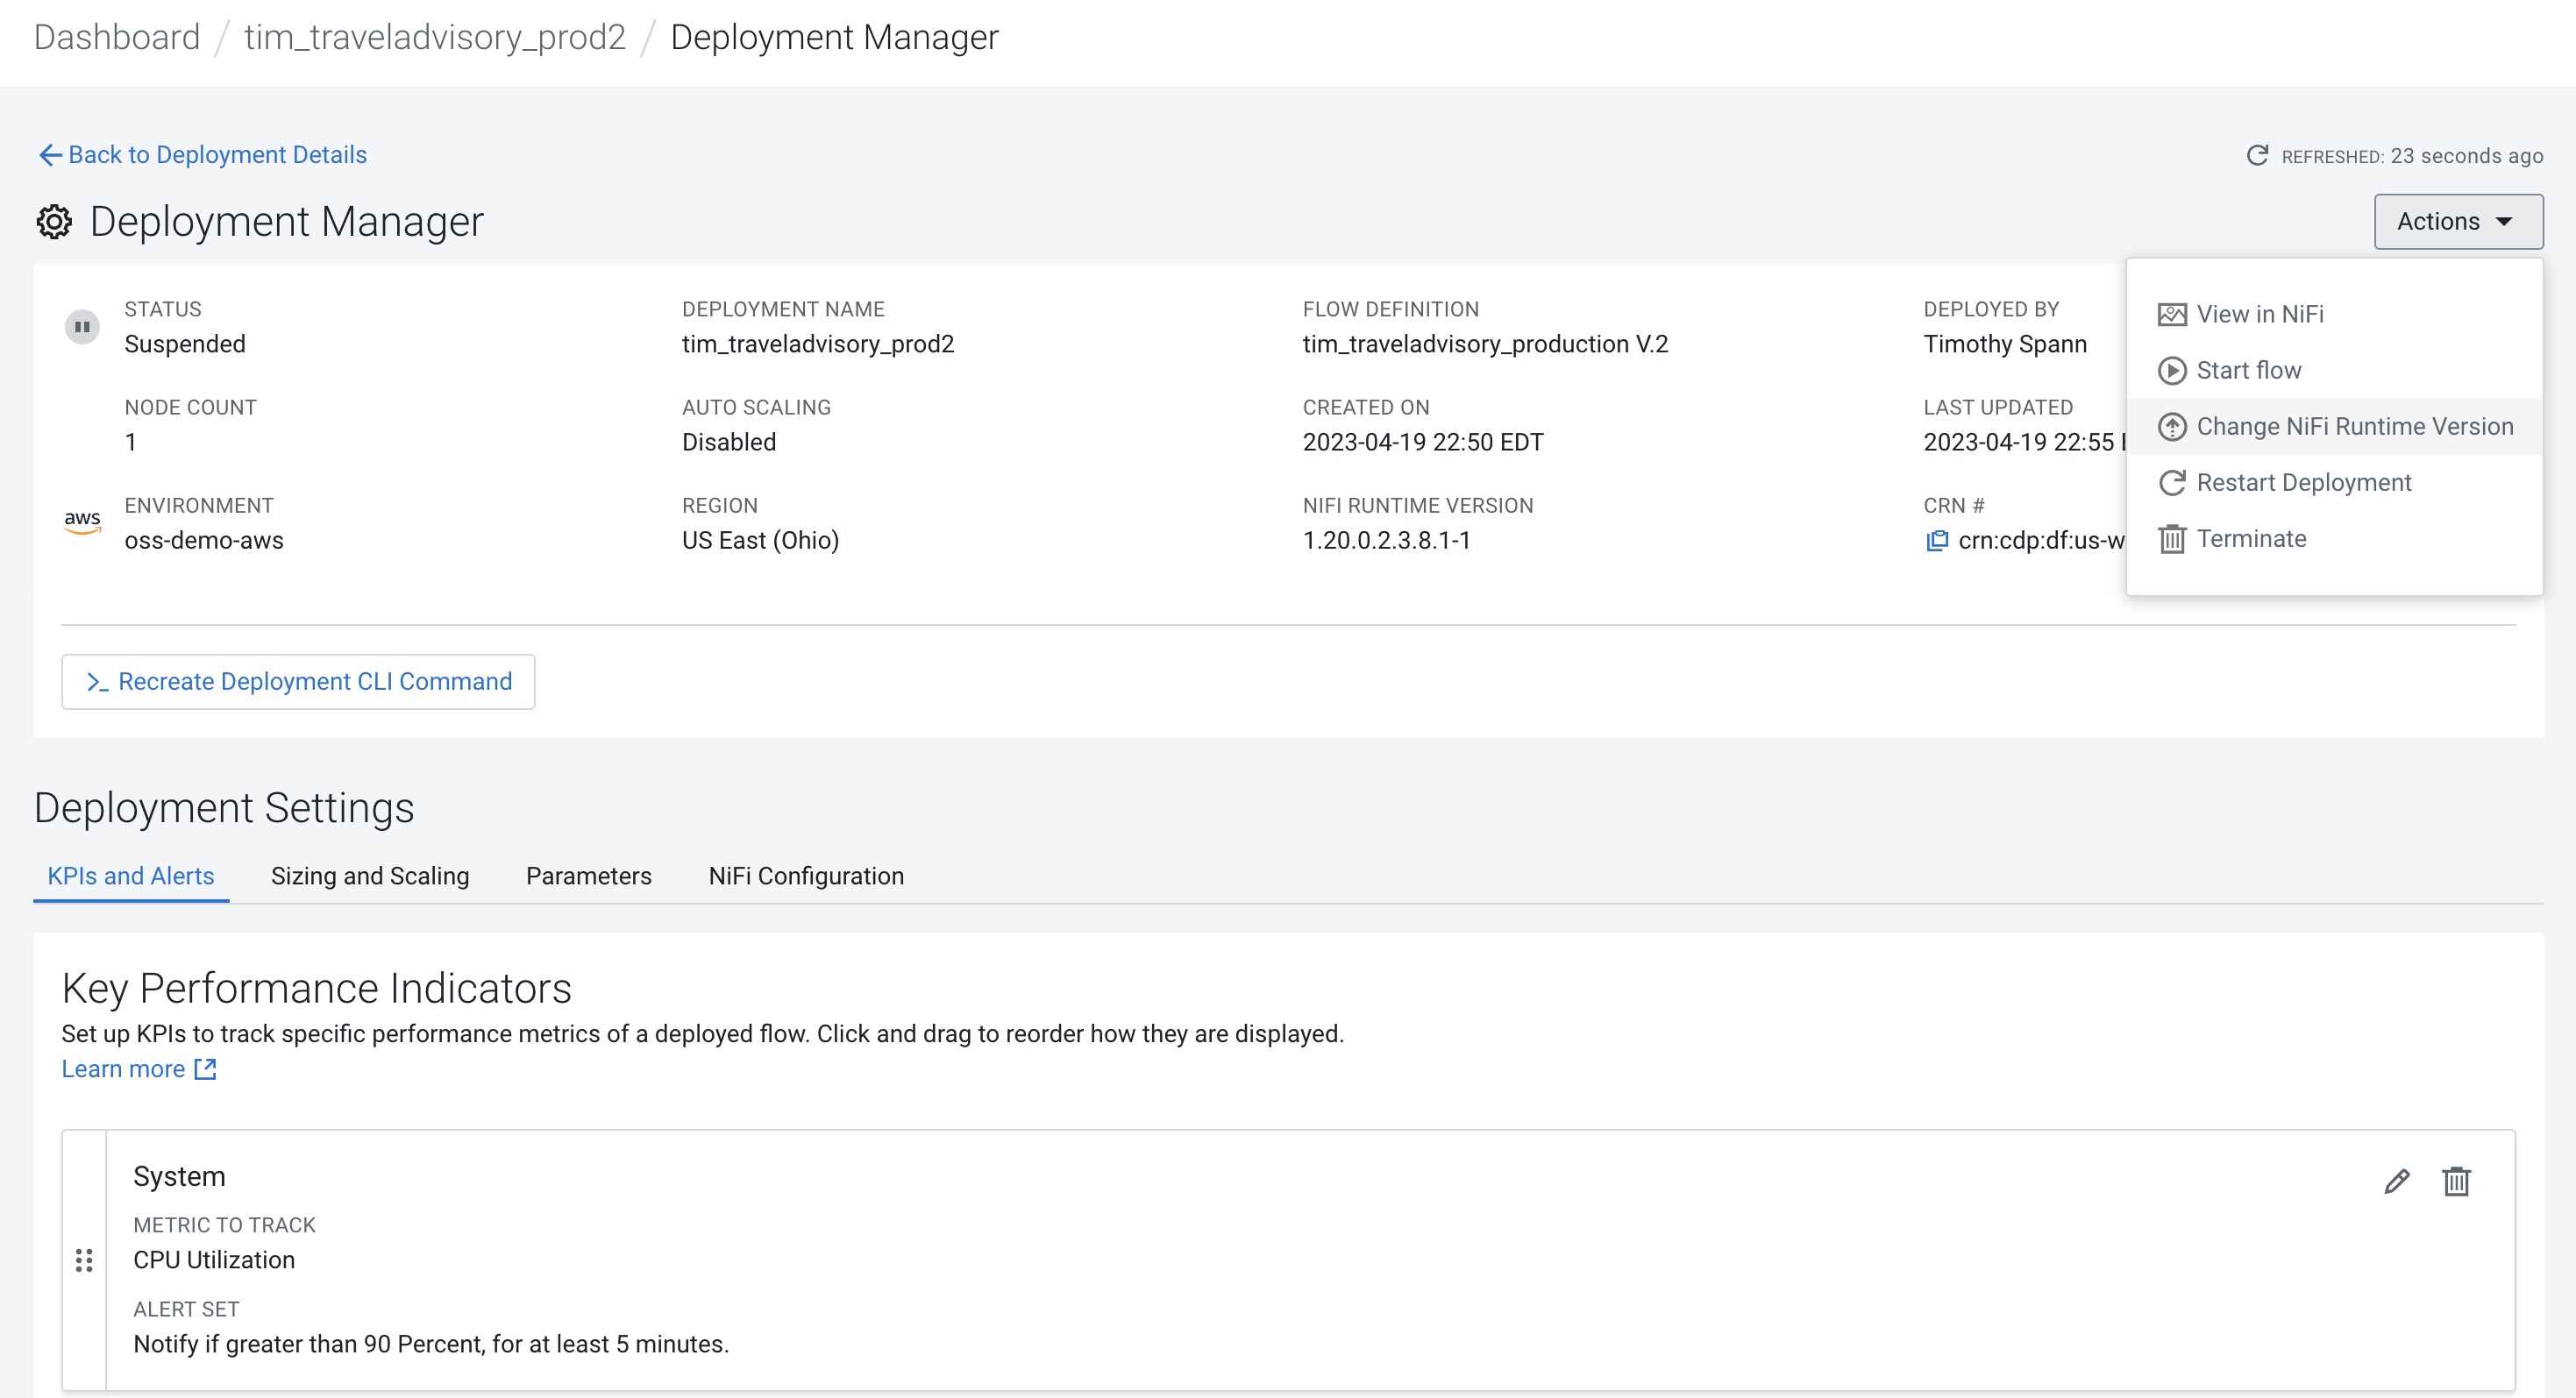 Dashboard / tim_traveladvisory_prod2 / Deployment Manager
Back to Deployment Details
REFRESHED: 23 seconds ago
Deployment Manager
Actions
STATUS
Suspended
DEPLOYMENT NAME
tim_traveladvisory_prod2
FLOW DEFINITION
tim_traveladvisory_production V.2
DEPLOYED BY
Timothy Spann
NODE COUNT
1
AUTO SCALING
Disabled
CREATED ON
2023-04-19 22:50 EDT
LAST UPDATED
2023-04-19 22:55
aws
ENVIRONMENT
oss-demo-aws
REGION
US East (Ohio)
NIFI RUNTIME VERSION
1.20.0.2.3.8.1-1
CRN #
crn:cdp:df:us-w
View in NiFi
Start flow
Change NiFi Runtime Version
Restart Deployment
Terminate
>_ Recreate Deployment CLI Command
Deployment Settings
KPIs and Alerts
Sizing and Scaling
Parameters
NiFi Configuration
Key Performance Indicators
Set up KPIs to track specific performance metrics of a deployed flow. Click and drag to reorder how they are displayed.
Learn more
System
METRIC TO TRACK
CPU Utilization
ALERT SET
Notify if greater than 90 Percent, for at least 5 minutes.